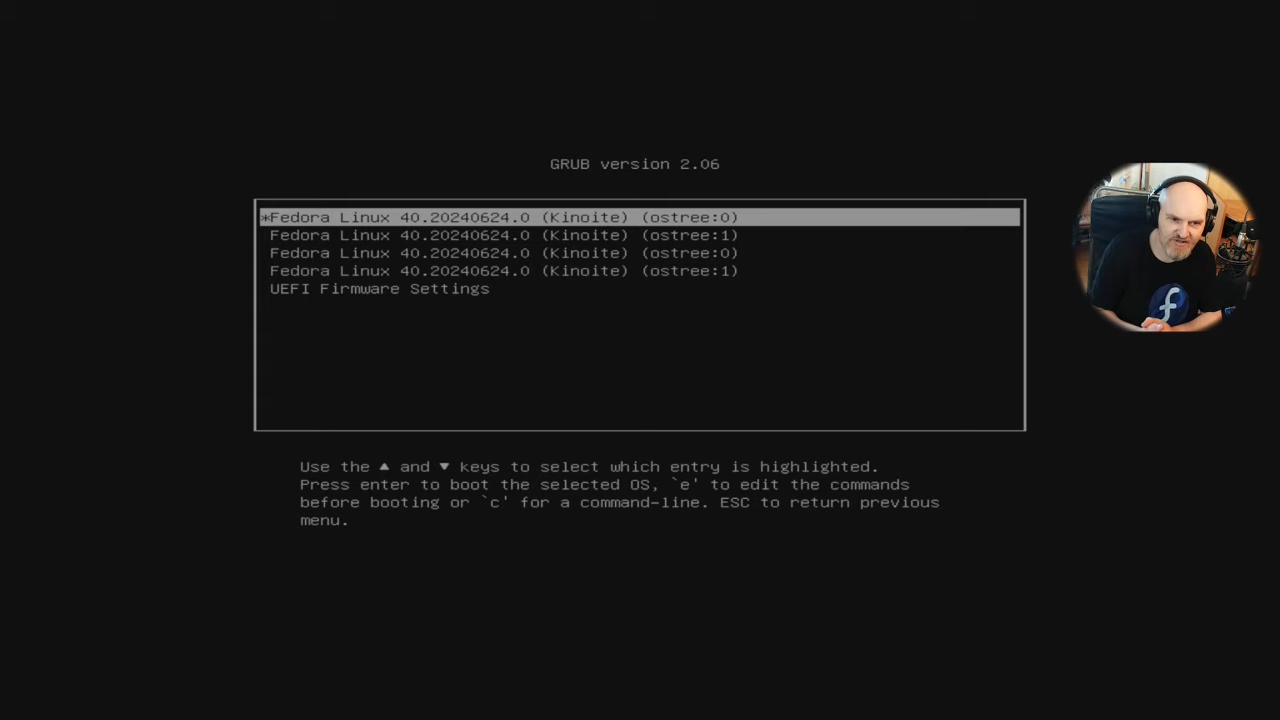 GRUB version 2.06
*Fedora Linux 40.20240624.0 (Kinoite) (ostree:0)
Fedora Linux 40.20240624.0 (Kinoite) (ostree:1)
Fedora Linux 40.20240624.0 (Kinoite) (ostree:0)
Fedora Linux 40.20240624.0 (Kinoite) (ostree:1)
UEFI Firmware Settings
Use the ▲ and ▼ keys to select which entry is highlighted.
Press enter to boot the selected OS, `e' to edit the commands
before booting or `c' for a command-line. ESC to return previous
menu.